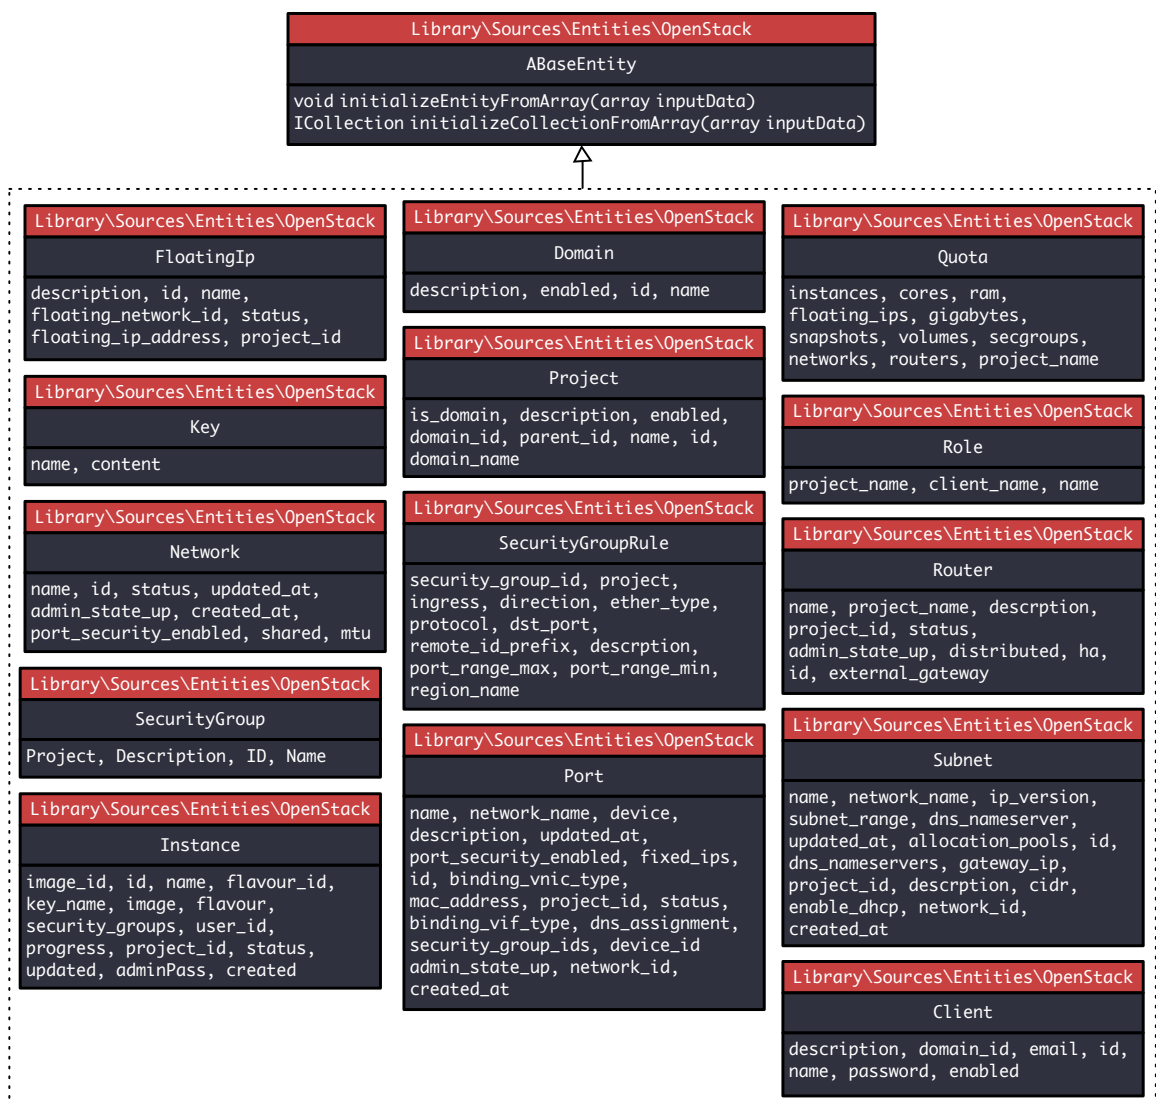 Library\Sources\Entities\OpenStack
ABaseEntity
void initializeEntityFromArray(array inputData)
ICollection initializeCollectionFromArray(array inputData)
Library\Sources\Entities\OpenStack
FloatingIp
description, id, name,
floating_network_id, status,
floating_ip_address, project_id
Library\Sources\Entities\OpenStack
Key
name, content
Library\Sources\Entities\OpenStack
Network
name, id, status, updated_at,
admin_state_up, created_at,
port_security_enabled, shared, mtu
Library\Sources\Entities\OpenStack
SecurityGroup
Project, Description, ID, Name
Library\Sources\Entities\OpenStack
Instance
image_id, id, name, flavour_id,
key_name, image, flavour,
security_groups, user_id,
progress, project_id, status,
updated, adminPass, created
Library\Sources\Entities\OpenStack
Domain
description, enabled, id, name
Library\Sources\Entities\OpenStack
Project
is_domain, description, enabled,
domain_id, parent_id, name, id,
domain_name
Library\Sources\Entities\OpenStack
SecurityGroupRule
security_group_id, project,
ingress, direction, ether_type,
protocol, dst_port,
remote_id_prefix, descrption,
port_range_max, port_range_min,
region_name
Library\Sources\Entities\OpenStack
Port
name, network_name, device,
description, updated_at,
port_security_enabled, fixed_ips,
id, binding_vnic_type,
mac_address, project_id, status,
binding_vif_type, dns_assignment,
security_group_ids, device_id
admin_state_up, network_id,
created_at
Library\Sources\Entities\OpenStack
Quota
instances, cores, ram,
floating_ips, gigabytes,
snapshots, volumes, secgroups,
networks, routers, project_name
Library\Sources\Entities\OpenStack
Role
project_name, client_name, name
Library\Sources\Entities\OpenStack
Router
name, project_name, descrption,
project_id, status,
admin_state_up, distributed, ha,
id, external_gateway
Library\Sources\Entities\OpenStack
Subnet
name, network_name, ip_version,
subnet_range, dns_nameserver,
updated_at, allocation_pools, id,
dns_nameservers, gateway_ip,
project_id, descrption, cidr,
enable_dhcp, network_id,
created_at
Library\Sources\Entities\OpenStack
Client
description, domain_id, email, id,
name, password, enabled